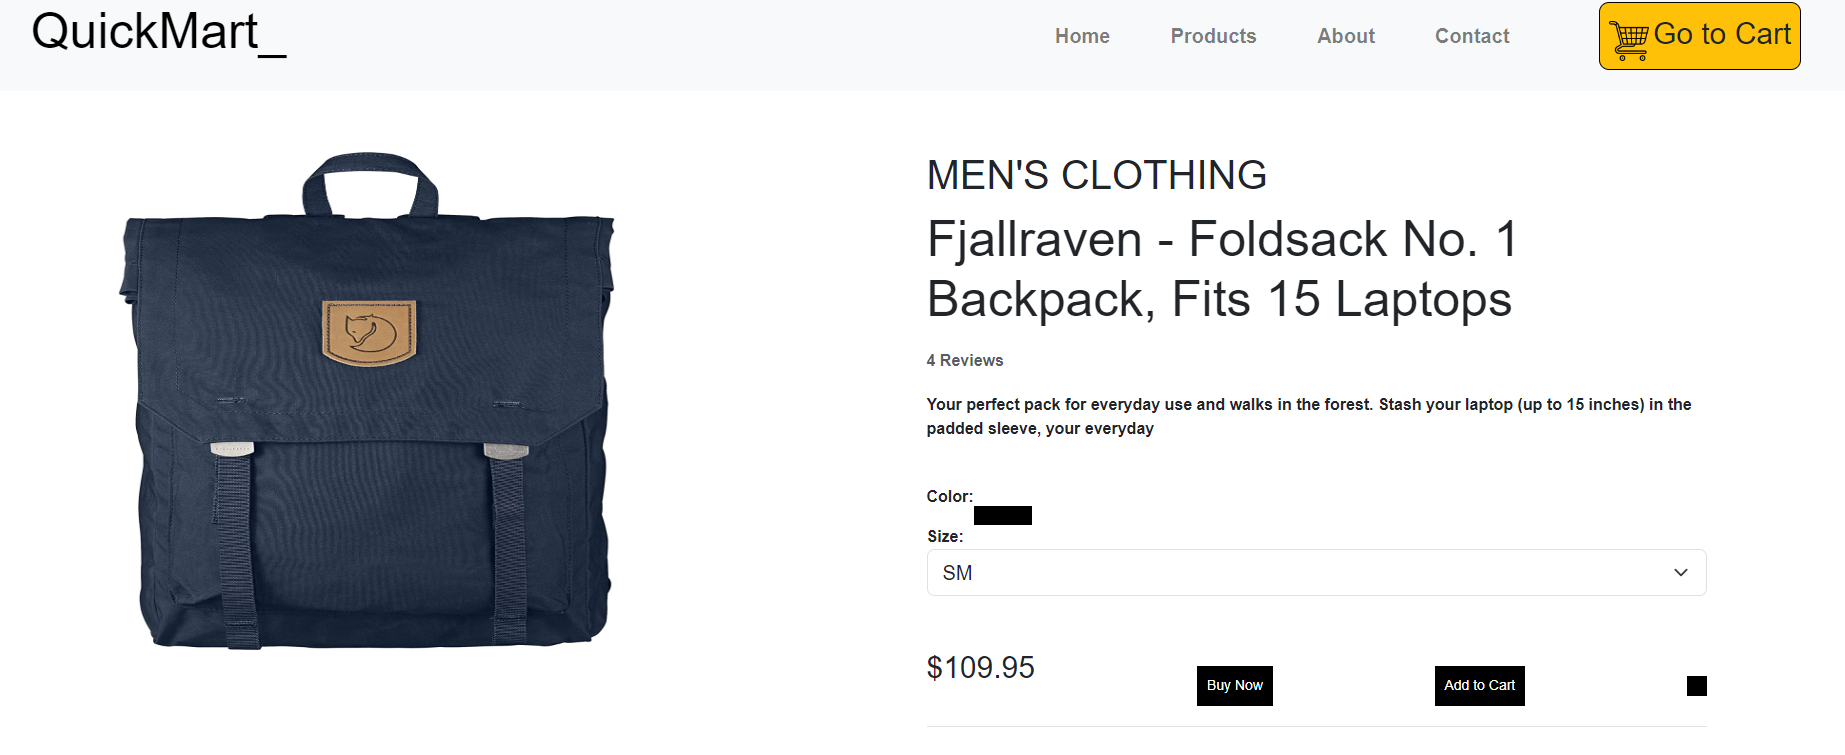 QuickMart_
Home
Products
About
Contact
Go to Cart
MEN'S CLOTHING
Fjallraven - Foldsack No. 1
Backpack, Fits 15 Laptops
4 Reviews
Your perfect pack for everyday use and walks in the forest. Stash your laptop (up to 15 inches) in the
padded sleeve, your everyday
Color:
Size:
SM
$109.95
Buy Now
Add to Cart